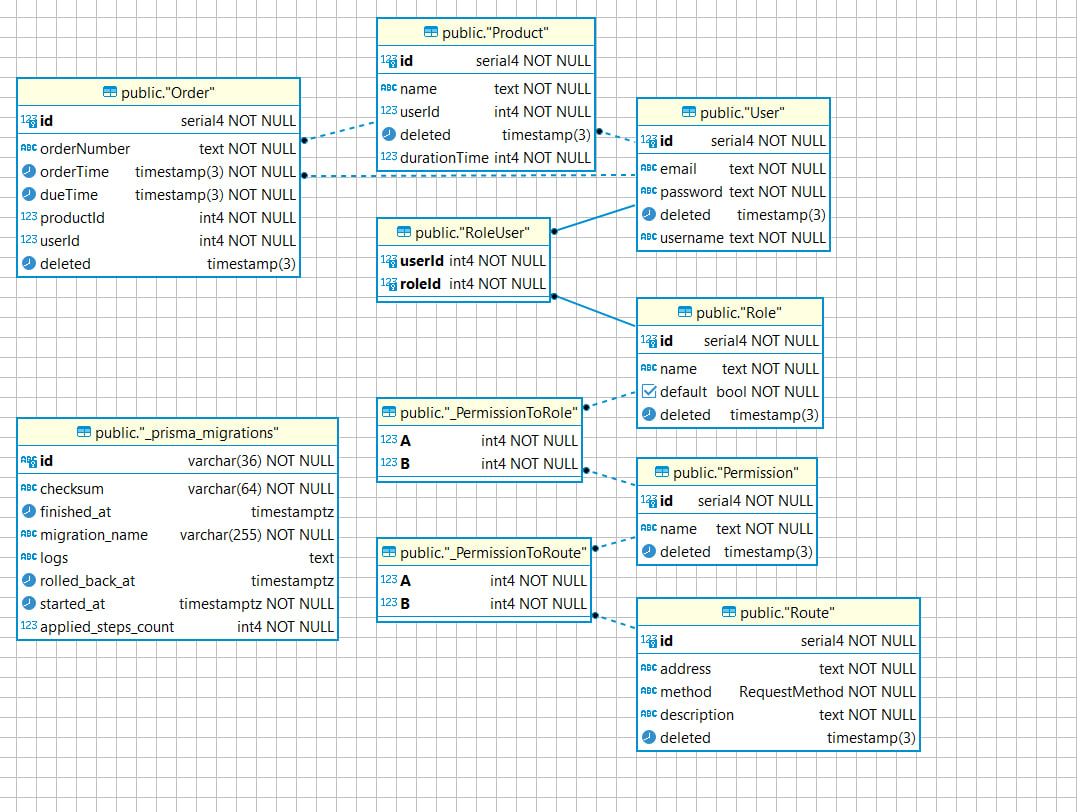 public."Product"
id serial4 NOT NULL
name text NOT NULL
userId int4 NOT NULL
deleted timestamp(3)
durationTime int4 NOT NULL
public."Order"
id serial4 NOT NULL
orderNumber text NOT NULL
orderTime timestamp(3) NOT NULL
dueTime timestamp(3) NOT NULL
productId int4 NOT NULL
userId int4 NOT NULL
deleted timestamp(3)
public."User"
id serial4 NOT NULL
email text NOT NULL
password text NOT NULL
deleted timestamp(3)
username text NOT NULL
public."RoleUser"
userId int4 NOT NULL
roleId int4 NOT NULL
public."Role"
id serial4 NOT NULL
name text NOT NULL
default bool NOT NULL
deleted timestamp(3)
public."_PermissionToRole"
A int4 NOT NULL
B int4 NOT NULL
public."_prisma_migrations"
id varchar(36) NOT NULL
checksum varchar(64) NOT NULL
finished_at timestamptz
migration_name varchar(255) NOT NULL
logs text
rolled_back_at timestamptz
started_at timestamptz NOT NULL
applied_steps_count int4 NOT NULL
public."Permission"
id serial4 NOT NULL
name text NOT NULL
deleted timestamp(3)
public."_PermissionToRoute"
A int4 NOT NULL
B int4 NOT NULL
public."Route"
id serial4 NOT NULL
address text NOT NULL
method RequestMethod NOT NULL
description text NOT NULL
deleted timestamp(3)